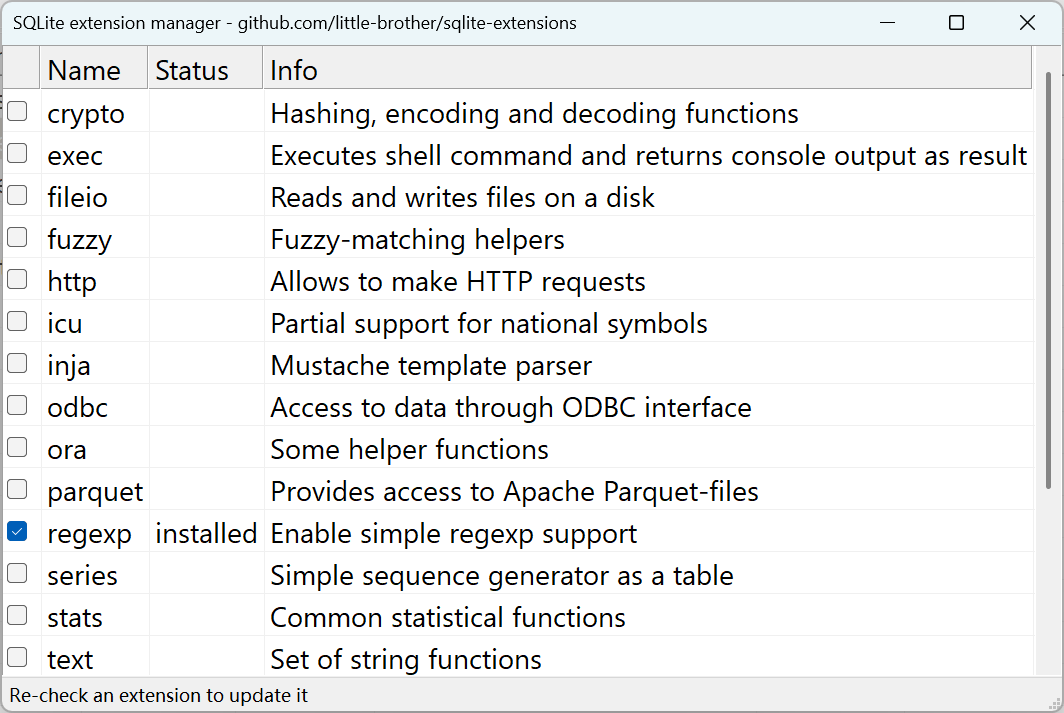 SQLite extension manager - github.com/little-brother/sqlite-extensions
Name Status Info
crypto Hashing, encoding and decoding functions
exec Executes shell command and returns console output as result
fileio Reads and writes files on a disk
fuzzy Fuzzy-matching helpers
http Allows to make HTTP requests
icu Partial support for national symbols
inja Mustache template parser
odbc Access to data through ODBC interface
ora Some helper functions
parquet Provides access to Apache Parquet-files
regexp installed Enable simple regexp support
series Simple sequence generator as a table
stats Common statistical functions
text Set of string functions
Re-check an extension to update it